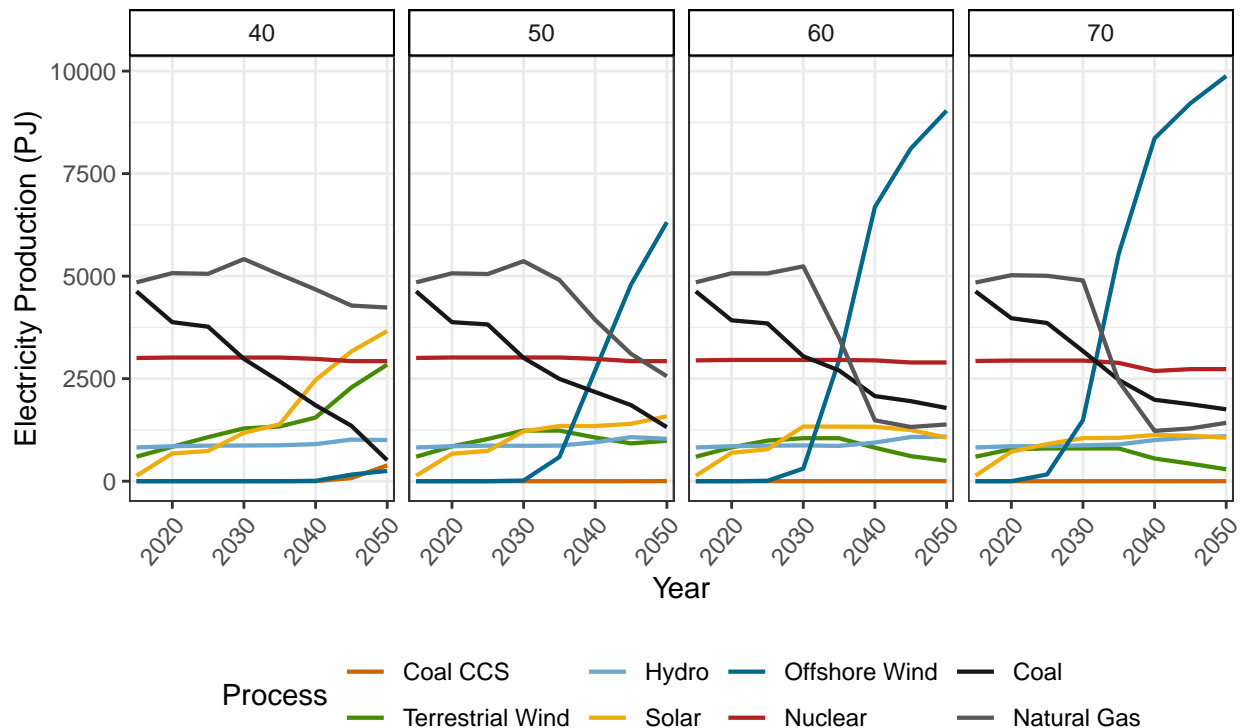 40 50 60 70
Electricity Production (PJ)
10000
7500
5000
2500
0
2020 2030 2040 2050 2020 2030 2040 2050 2020 2030 2040 2050 2020 2030 2040 2050
Year
Process
Coal CCS Hydro Offshore Wind Coal
Terrestrial Wind Solar Nuclear Natural Gas